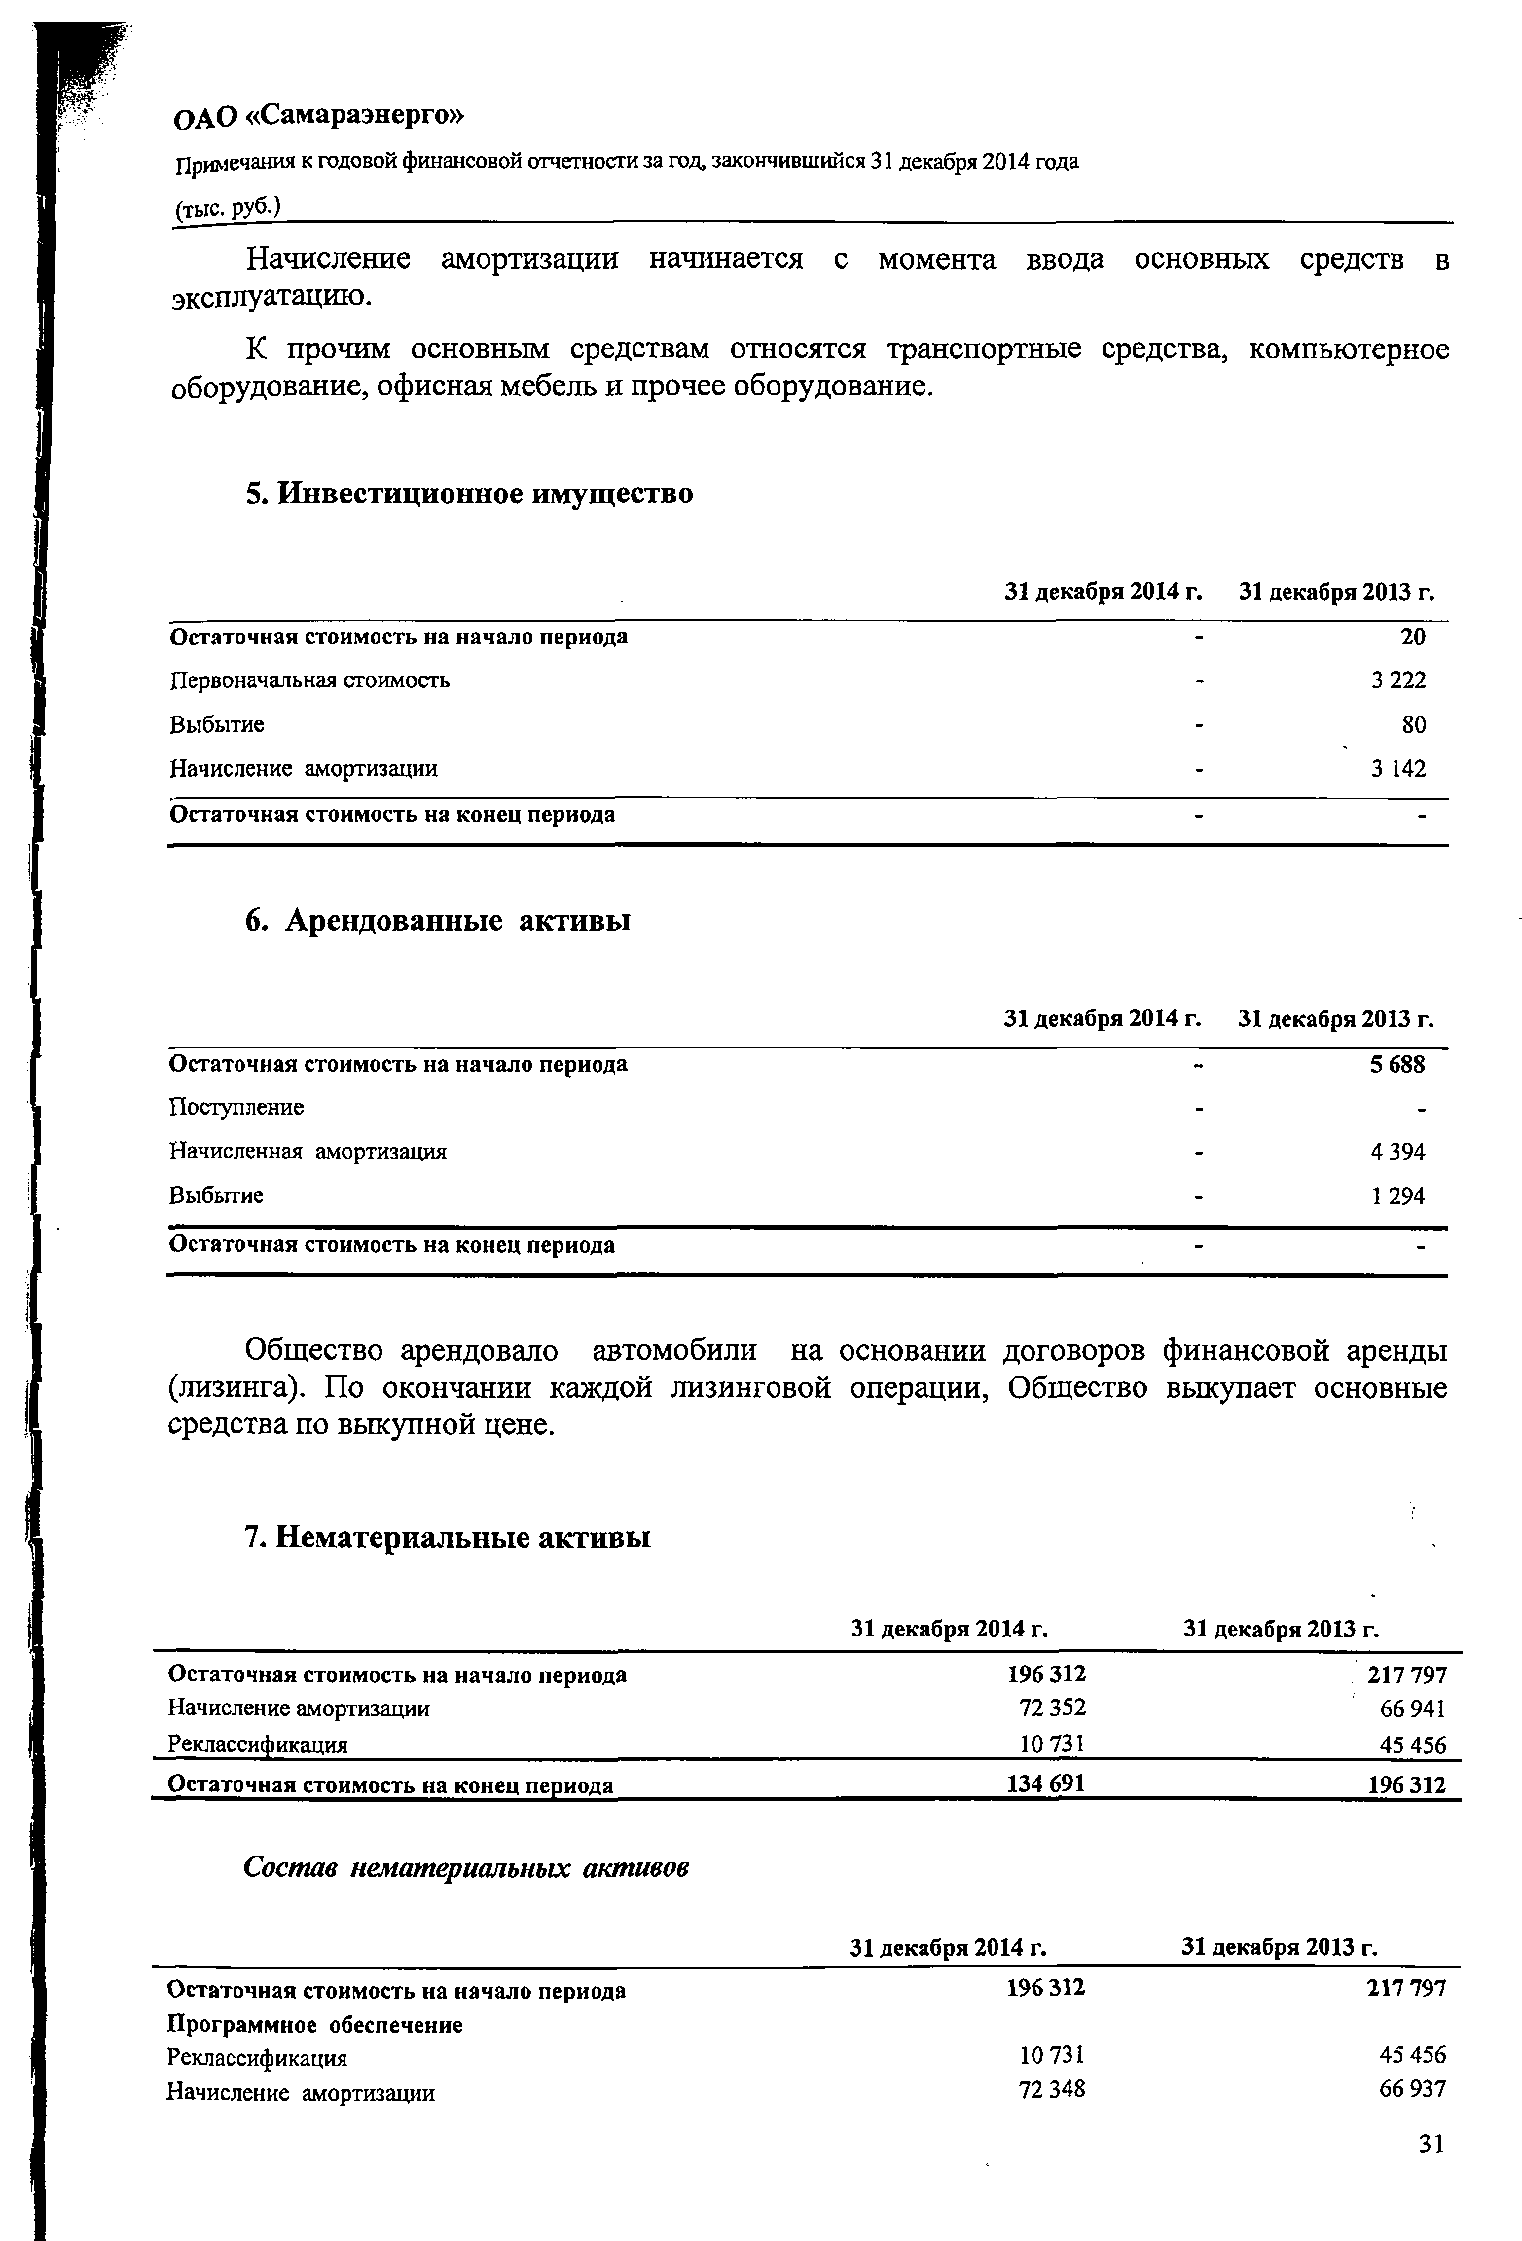 ОАО «Самараэнерго»
Примечания к годовой финансовой отчетности за год, закончившийся 31 декабря 2014 года
(тыс. руб.)
Начисление амортизации начинается с момента ввода основных средств в
эксплуатацию.
К прочим основным средствам относятся транспортные средства, компьютерное
оборудование, офисная мебель и прочее оборудование.
5. Инвестиционное имущество
31 декабря 2014 г. 31 декабря 2013 г.
Остаточная стоимость на начало периода - 20
Первоначальная стоимость - 3 222
Выбытие - 80
Начисление амортизации - 3 142
Остаточная стоимость на конец периода - -
6. Арендованные активы
31 декабря 2014 г. 31 декабря 2013 г.
Остаточная стоимость на начало периода - 5 688
Поступление - -
Начисленная амортизация - 4 394
Выбытие - 1 294
Остаточная стоимость на конец периода - -
Общество арендовало автомобили на основании договоров финансовой аренды
(лизинга). По окончании каждой лизинговой операции, Общество выкупает основные
средства по выкупной цене.
7. Нематериальные активы
31 декабря 2014 г. 31 декабря 2013 г.
Остаточная стоимость на начало периода 196 312 217 797
Начисление амортизации 72 352 66 941
Реклассификация 10 731 45 456
Остаточная стоимость на конец периода 134 691 196 312
Состав нематериальных активов
31 декабря 2014 г. 31 декабря 2013 г.
Остаточная стоимость на начало периода 196 312 217 797
Программное обеспечение
Реклассификация 10 731 45 456
Начисление амортизации 72 348 66 937
31